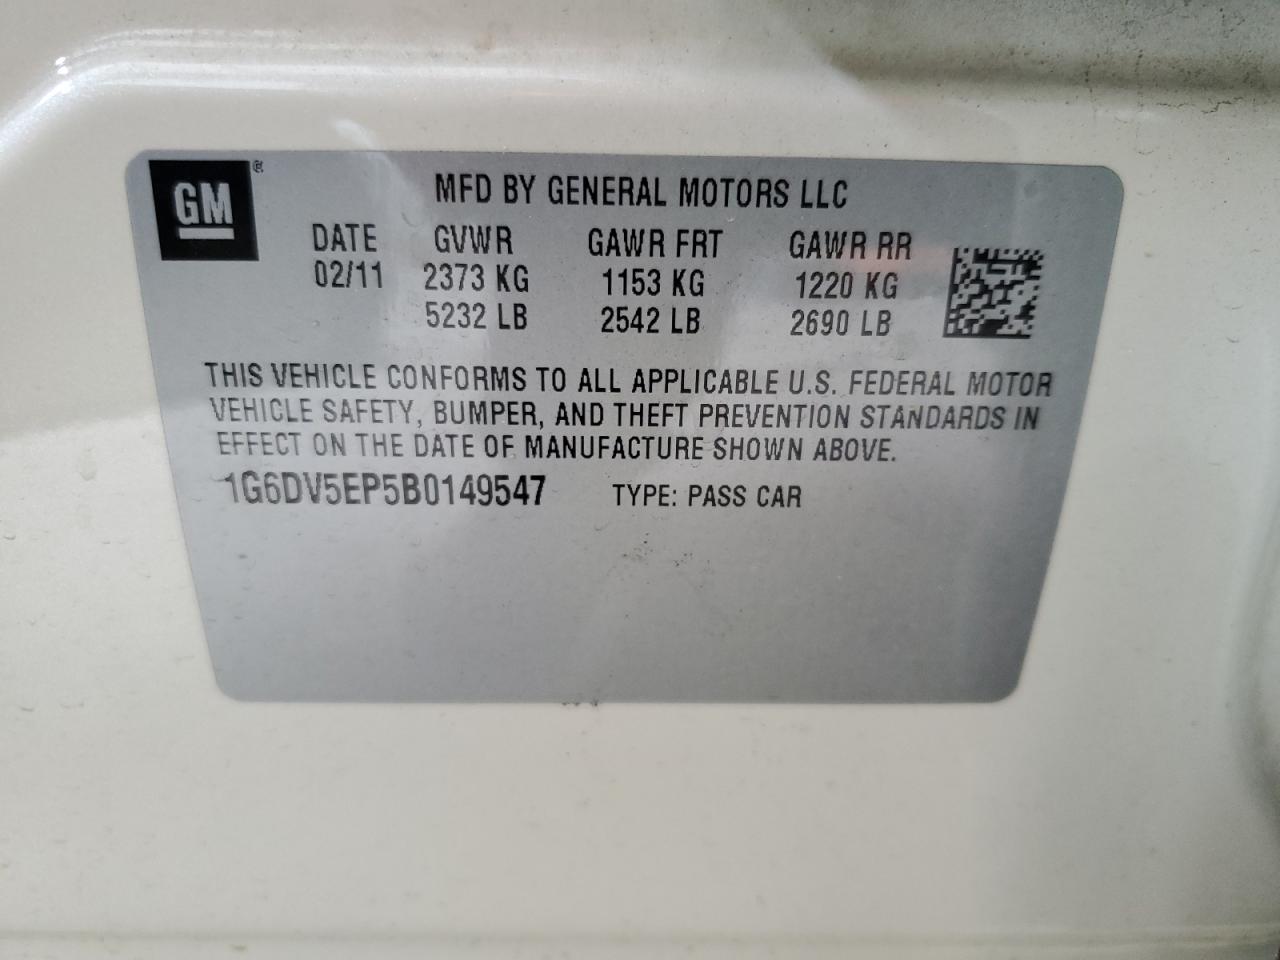 GM ®
MFD BY GENERAL MOTORS LLC
DATE GVWR GAWR FRT GAWR RR
02/11 2373 KG 1153 KG 1220 KG
5232 LB 2542 LB 2690 LB
THIS VEHICLE CONFORMS TO ALL APPLICABLE U.S. FEDERAL MOTOR
VEHICLE SAFETY, BUMPER, AND THEFT PREVENTION STANDARDS IN
EFFECT ON THE DATE OF MANUFACTURE SHOWN ABOVE.
1G6DV5EP5B0149547 TYPE: PASS CAR